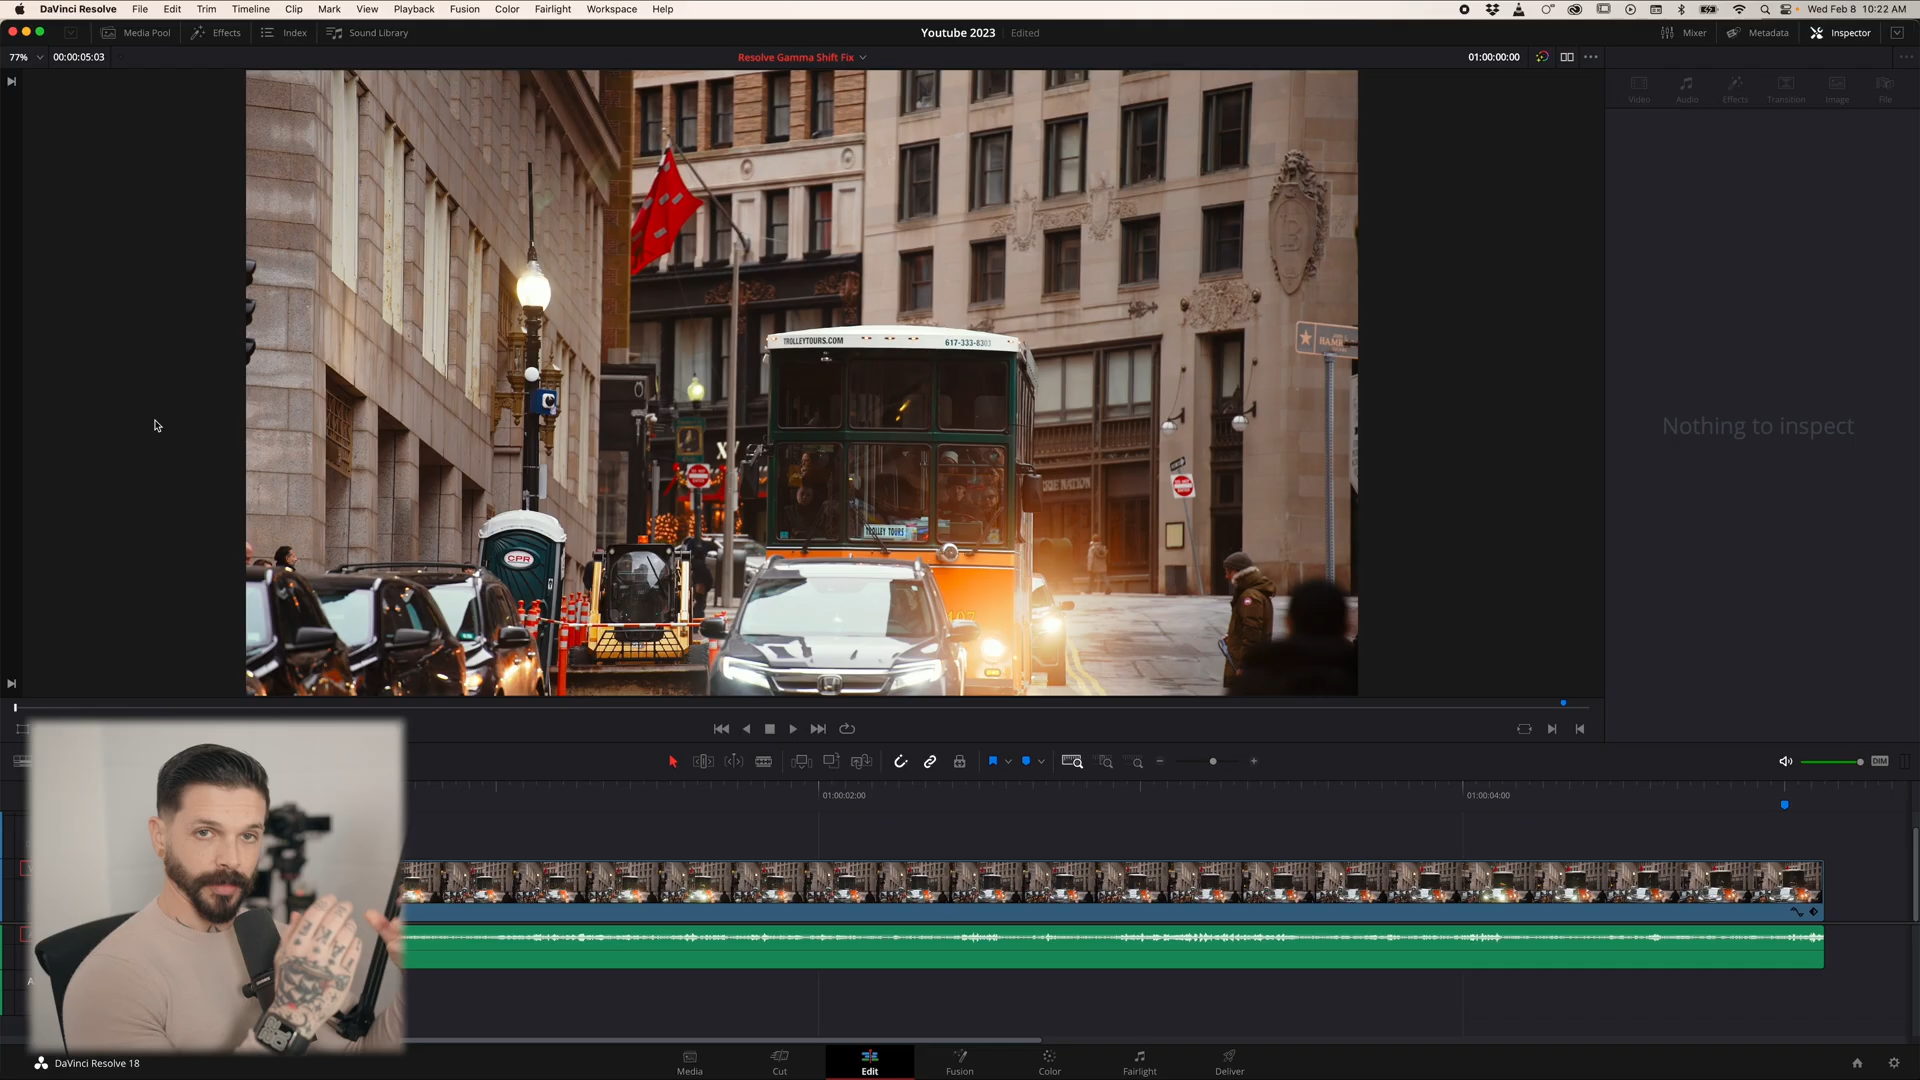 DaVinci Resolve File Edit Trim Timeline Clip Mark View Playback Fusion Color Fairlight Workspace Help
Wed Feb 8 10:22 AM
Media Pool Effects Index Sound Library
Youtube 2023 Edited
Mixer Metadata Inspector
77% 00:00:05:03
Resolve Gamma Shift Fix
01:00:00:00
Video Audio Effects Transition Image File
TROLLEYTOURS.COM 617-333-8303
TROLLEY TOURS
CPR
Nothing to inspect
DIM
01:00:02:00
01:00:04:00
DaVinci Resolve 18
Media Cut Edit Fusion Color Fairlight Deliver